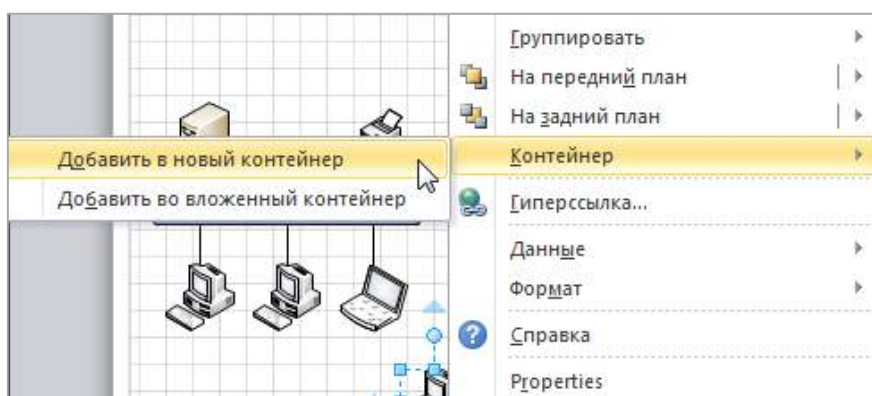 Группировать
На передний план
На задний план
Контейнер
Добавить в новый контейнер
Добавить во вложенный контейнер
Гиперссылка...
Данные
Формат
Справка
Properties